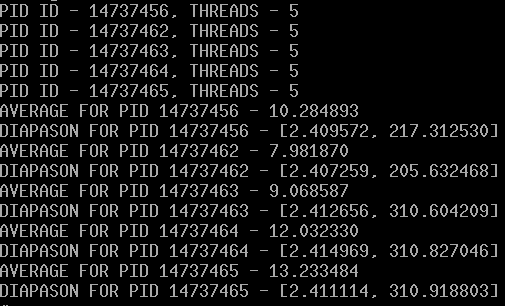 PID ID - 14737456, THREADS - 5
PID ID - 14737462, THREADS - 5
PID ID - 14737463, THREADS - 5
PID ID - 14737464, THREADS - 5
PID ID - 14737465, THREADS - 5
AVERAGE FOR PID 14737456 - 10.284893
DIAPASON FOR PID 14737456 - [2.409572, 217.312530]
AVERAGE FOR PID 14737462 - 7.981870
DIAPASON FOR PID 14737462 - [2.407259, 205.632468]
AVERAGE FOR PID 14737463 - 9.068587
DIAPASON FOR PID 14737463 - [2.412656, 310.604209]
AVERAGE FOR PID 14737464 - 12.032330
DIAPASON FOR PID 14737464 - [2.414969, 310.827046]
AVERAGE FOR PID 14737465 - 13.233484
DIAPASON FOR PID 14737465 - [2.411114, 310.918803]